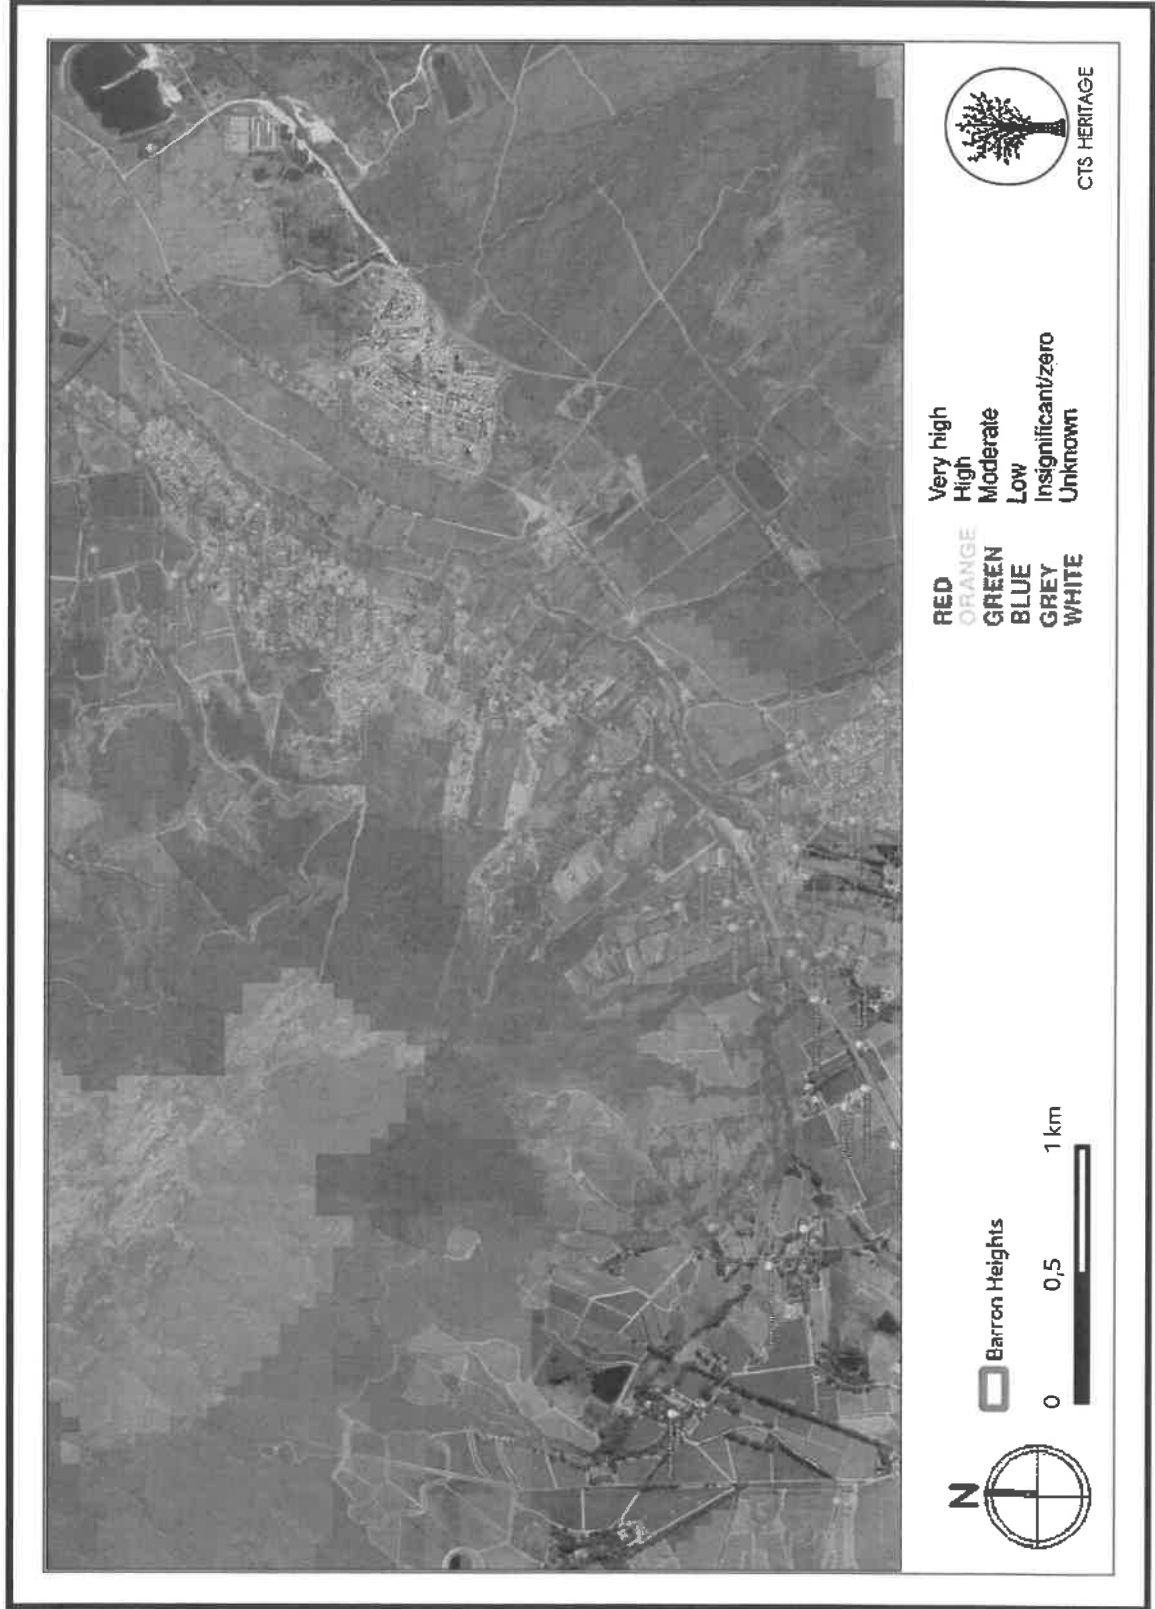 N
Barron Heights
0 0,5 1 km
RED Very high
ORANGE High
GREEN Moderate
BLUE Low
GREY Insignificant/zero
WHITE Unknown
CTS HERITAGE